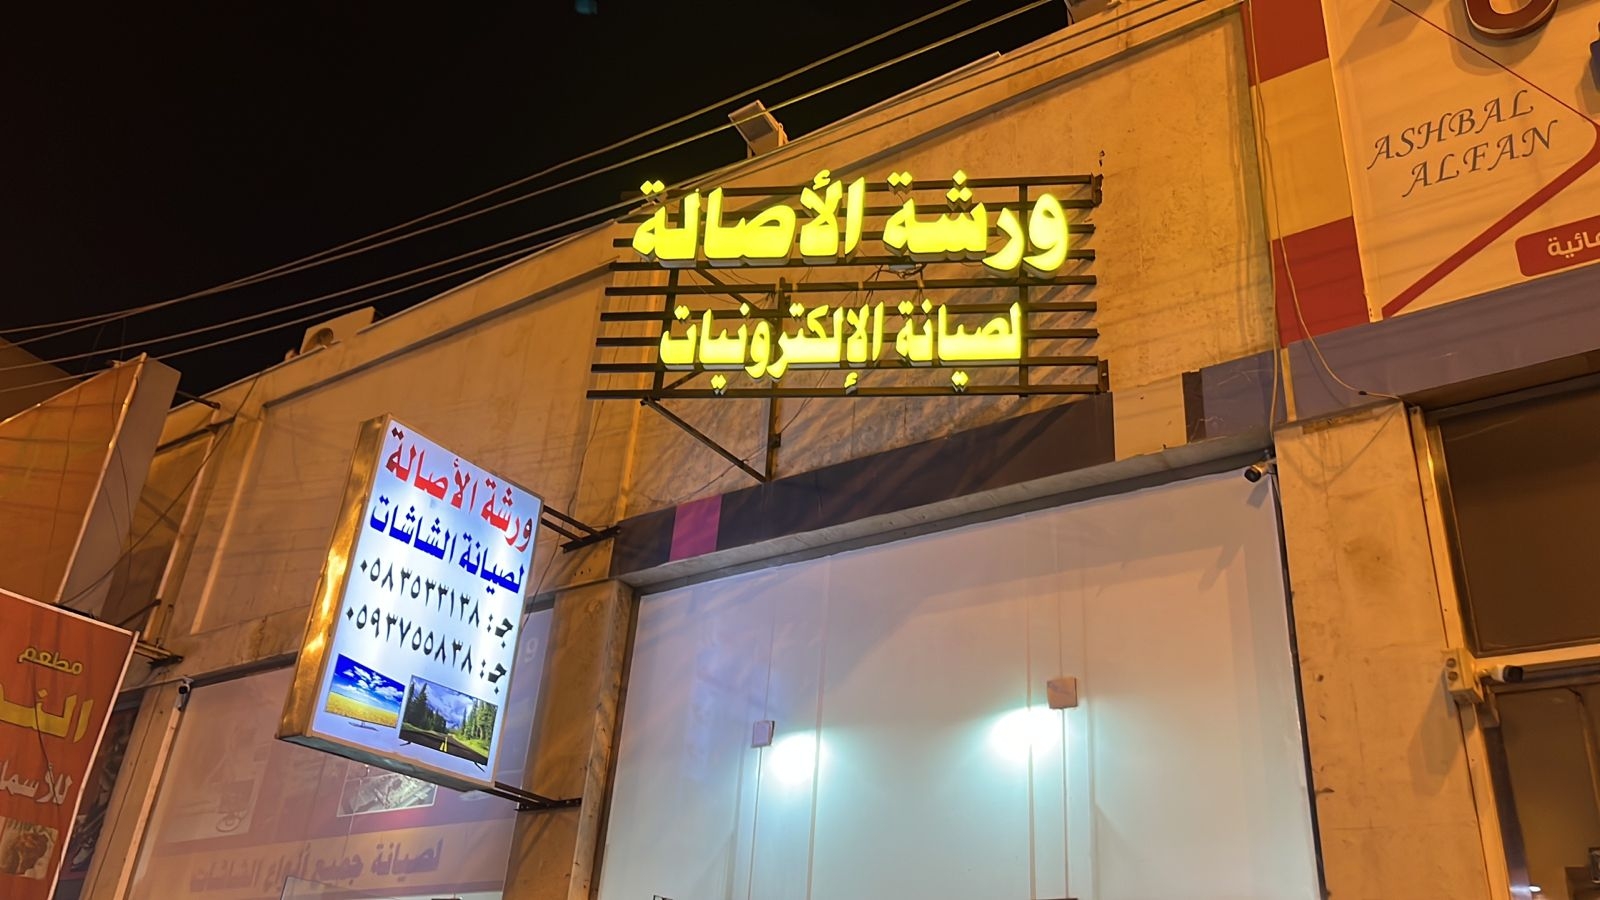 ورشة الأصالة
لصيانة الإلكترونيات
ورشة الأصالة
لصيانة الشاشات
ج: ٠٥٨٣٥٣٣١٣٨
ج: ٠٥٩٣٧٥٥٨٣٨
لصيانة جميع أنواع الشاشات
ASHBAL
ALFAN
مطعم